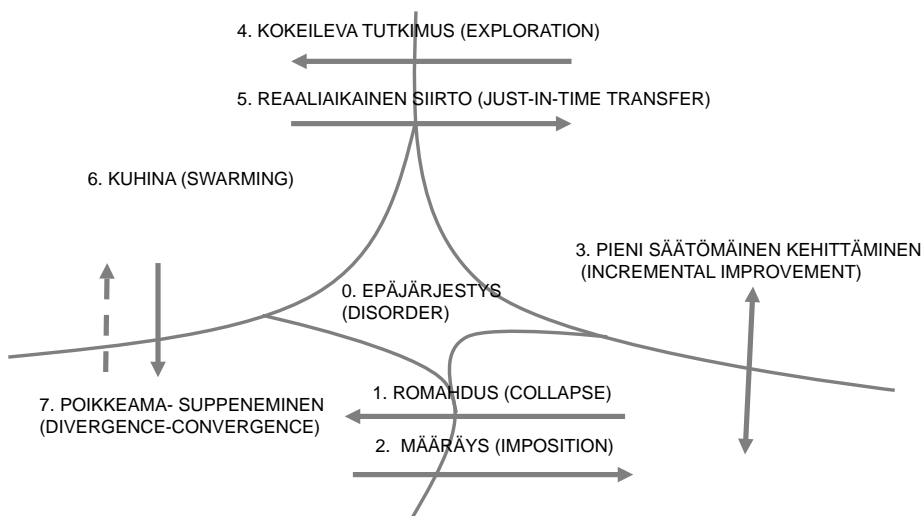 4. KOKEILEVA TUTKIMUS (EXPLORATION)
5. REAALIAIKAINEN SIIRTO (JUST-IN-TIME TRANSFER)
6. KUHINA (SWARMING)
3. PIENI SÄÄTÖMÄINEN KEHITTÄMINEN
(INCREMENTAL IMPROVEMENT)
0. EPÄJÄRJESTYS
(DISORDER)
1. ROMAHDUS (COLLAPSE)
7. POIKKEAMA- SUPPENEMINEN
(DIVERGENCE-CONVERGENCE)
2. MÄÄRÄYS (IMPOSITION)